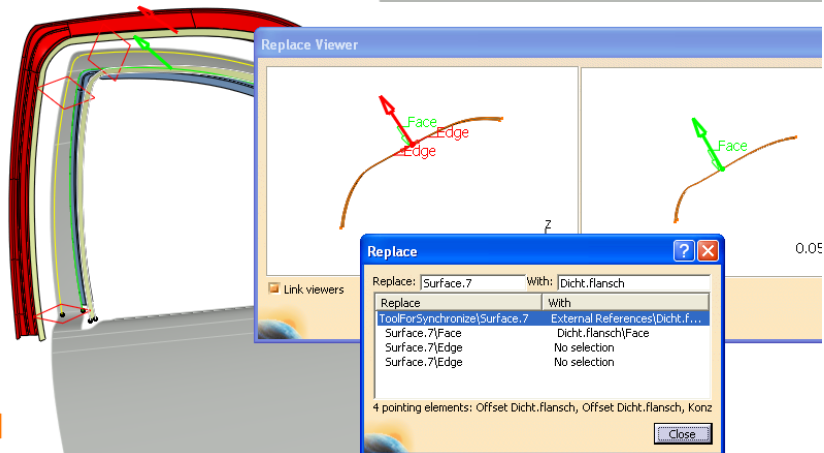 Replace Viewer
Face
Edge
Edge
Z
Face
0.05
Link viewers
Replace
Replace: Surface.7 With: Dicht.flansch
Replace With
ToolForSynchronize\Surface.7 External References\Dicht.f...
Surface.7\Face Dicht.flansch\Face
Surface.7\Edge No selection
Surface.7\Edge No selection
4 pointing elements: Offset Dicht.flansch, Offset Dicht.flansch, Konz
Close